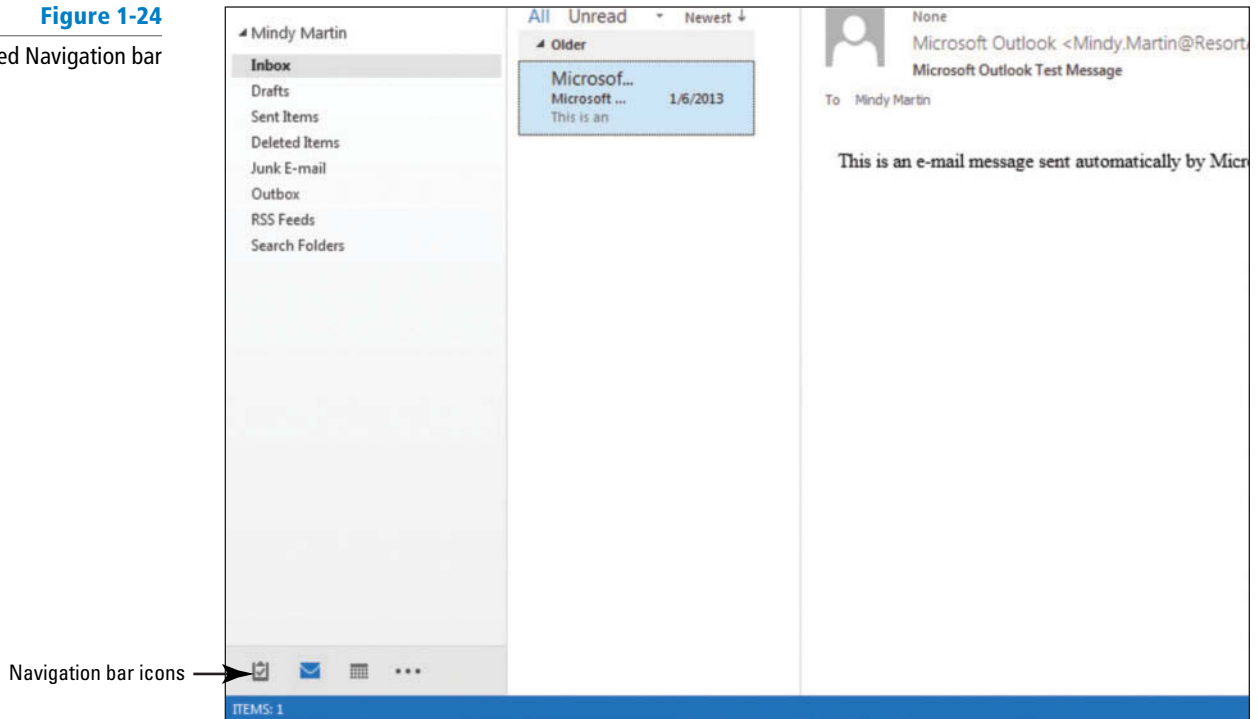 Figure 1-24
ed Navigation bar
Mindy Martin
Inbox
Drafts
Sent Items
Deleted Items
Junk E-mail
Outbox
RSS Feeds
Search Folders
All Unread Newest ↓
Older
Microsof...
Microsoft ... 1/6/2013
This is an
None
Microsoft Outlook <Mindy.Martin@Resort
Microsoft Outlook Test Message
To Mindy Martin
This is an e-mail message sent automatically by Micr
Navigation bar icons
ITEMS: 1